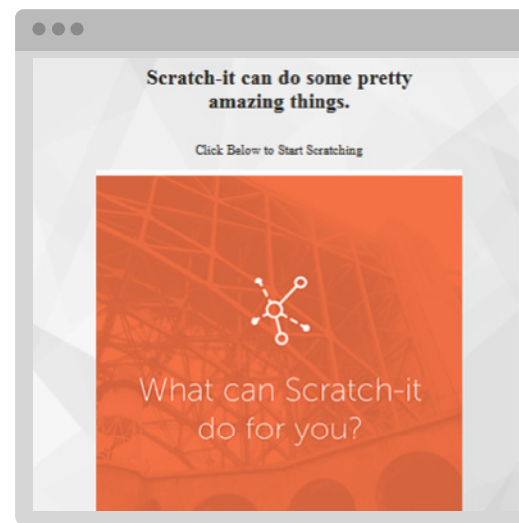 Scratch-it can do some pretty
amazing things.
Click Below to Start Scratching
What can Scratch-it
do for you?